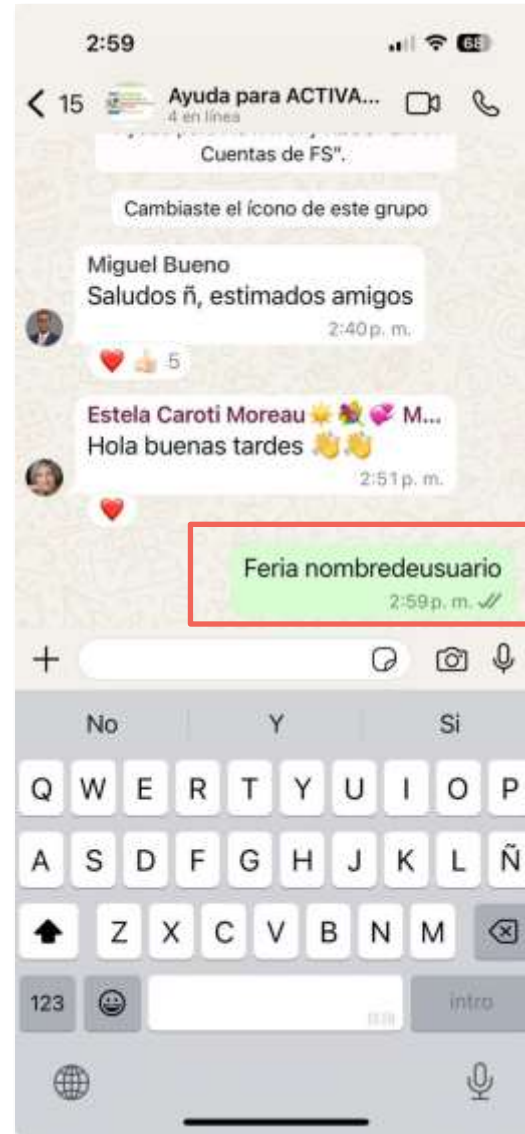 2:59
68
15
Ayuda para ACTIVA...
4 en línea
Cuentas de FS".
Cambiaste el ícono de este grupo
Miguel Bueno
Saludos ñ, estimados amigos
2:40 p. m.
5
Estela Caroti Moreau M...
Hola buenas tardes
2:51 p. m.
Feria nombredeusuario
2:59 p. m.
No Y Si
Q W E R T Y U I O P
A S D F G H J K L Ñ
Z X C V B N M
123 intro